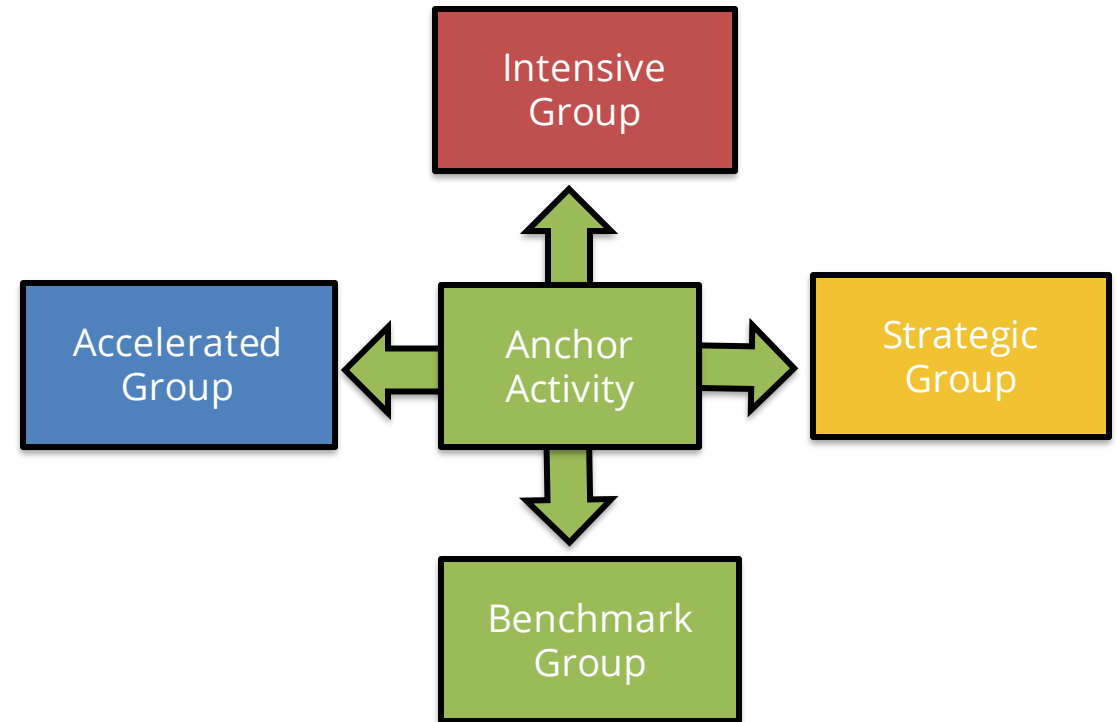 Intensive
Group
Accelerated
Group
Anchor
Activity
Strategic
Group
Benchmark
Group